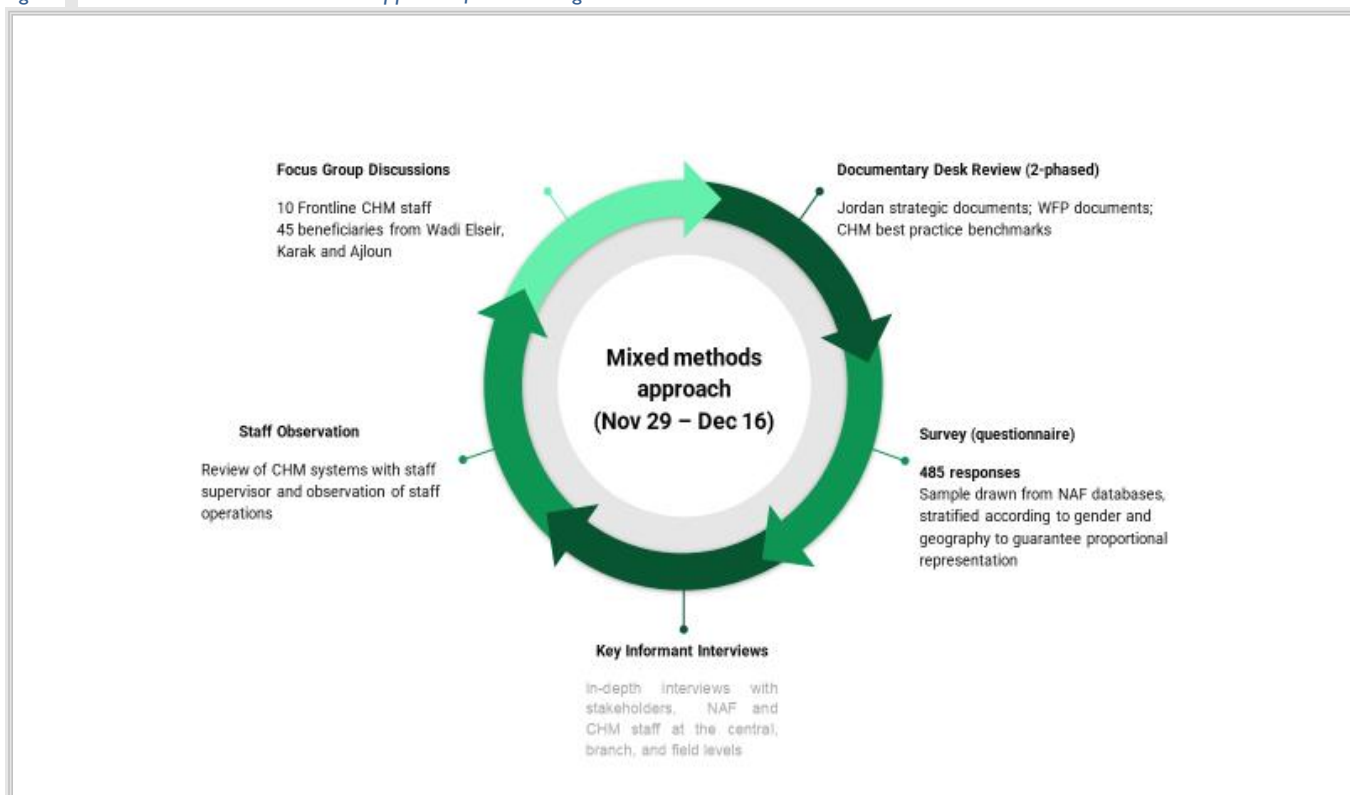 Focus Group Discussions
10 Frontline CHM staff
45 beneficiaries from Wadi Elseir,
Karak and Ajloun
Documentary Desk Review (2-phased)
Jordan strategic documents; WFP documents;
CHM best practice benchmarks
Mixed methods
approach
(Nov 29 – Dec 16)
Staff Observation
Review of CHM systems with staff
supervisor and observation of staff
operations
Survey (questionnaire)
485 responses
Sample drawn from NAF databases,
stratified according to gender and
geography to guarantee proportional
representation
Key Informant Interviews
In-depth interviews with
stakeholders, NAF and
CHM staff at the central,
branch, and field levels